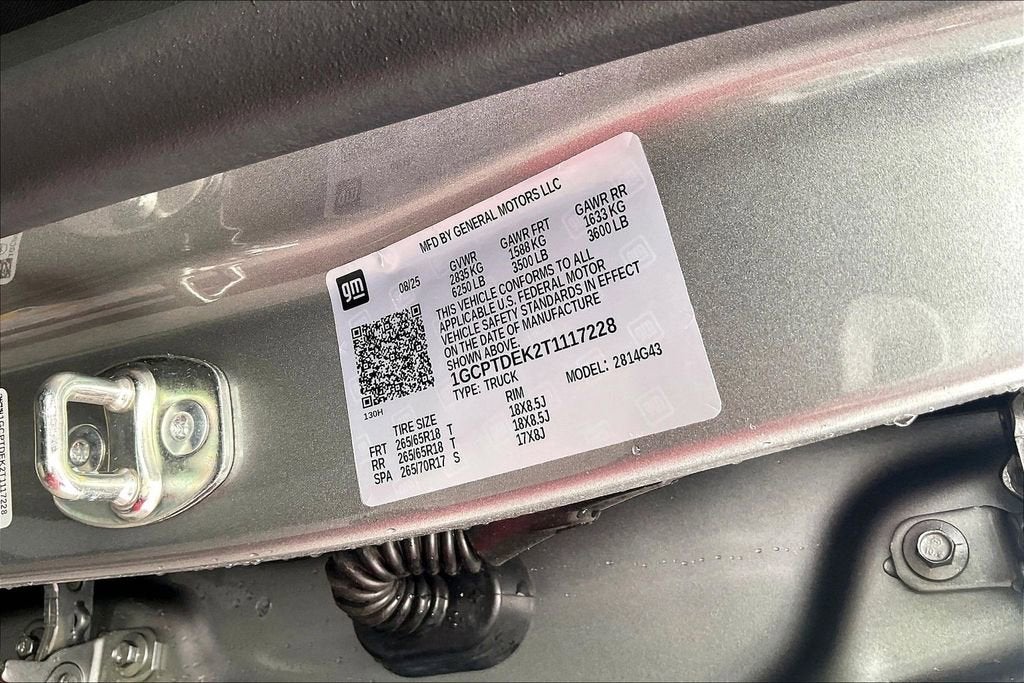 MFD BY GENERAL MOTORS LLC
gm
08/25
GVWR GAWR FRT GAWR RR
2835 KG 1588 KG 1633 KG
6250 LB 3500 LB 3600 LB
THIS VEHICLE CONFORMS TO ALL
APPLICABLE U.S. FEDERAL MOTOR
VEHICLE SAFETY STANDARDS IN EFFECT
ON THE DATE OF MANUFACTURE
SHOWN ABOVE.
1GCPTDEK2T1117228
TYPE: TRUCK MODEL: 2814G43
130H
TIRE SIZE RIM
FRT 265/65R18 T 18X8.5J
RR 265/65R18 T 18X8.5J
SPA 265/70R17 S 17X8J
1GCPTDEK2T1117228